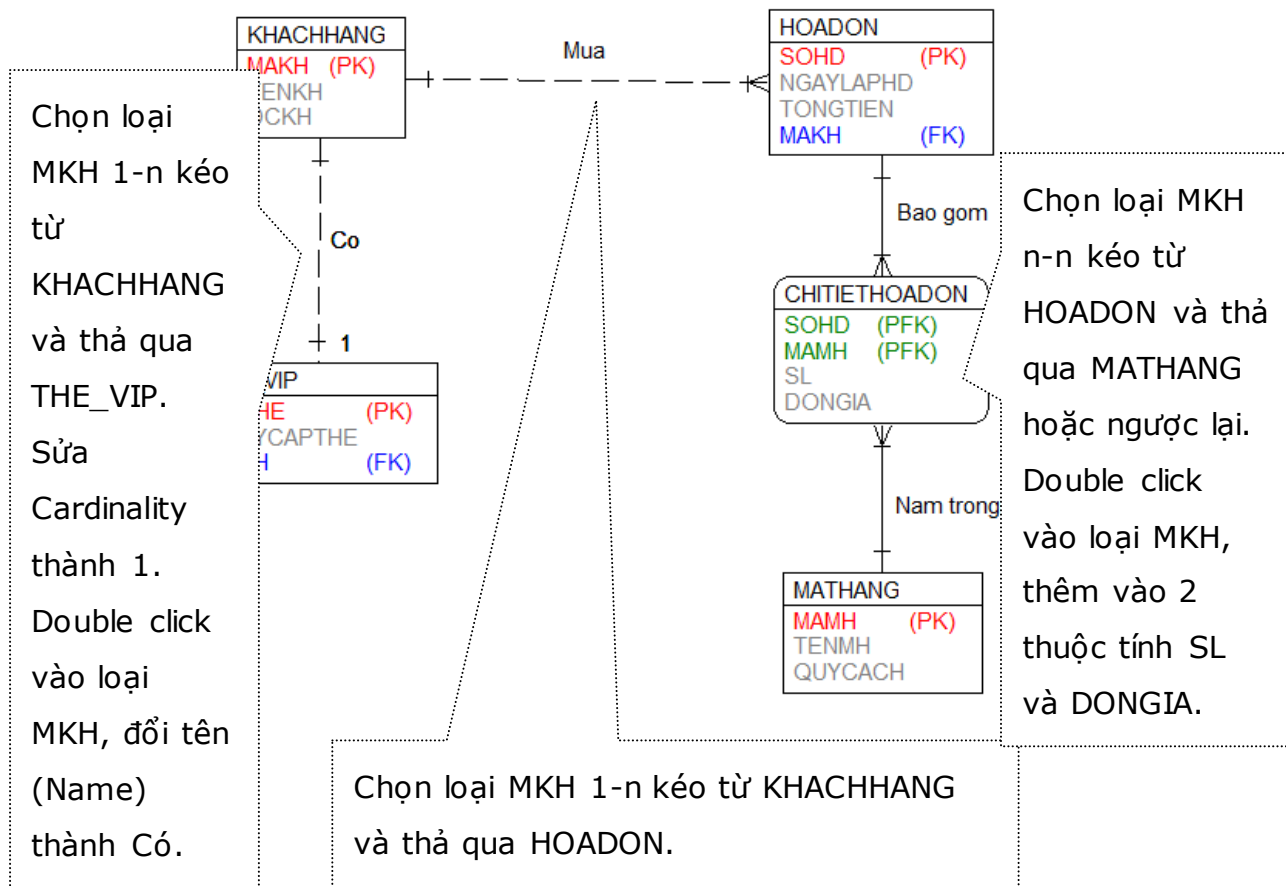 KHACHHANG
MAKH (PK)
ENKH
CKH
Mua
HOADON
SOHD (PK)
NGAYLAPHD
TONGTIEN
MAKH (FK)
Co
1
VIP
HE (PK)
YCAPTHE
H (FK)
Bao gom
CHITIETHOADON
SOHD (PFK)
MAMH (PFK)
SL
DONGIA
Nam trong
MATHANG
MAMH (PK)
TENMH
QUYCACH
Chọn loại
MKH 1-n kéo
từ
KHACHHANG
và thả qua
THE_VIP.
Sửa
Cardinality
thành 1.
Double click
vào loại
MKH, đổi tên
(Name)
thành Có.
Chọn loại MKH 1-n kéo từ KHACHHANG
và thả qua HOADON.
Chọn loại MKH
n-n kéo từ
HOADON và thả
qua MATHANG
hoặc ngược lại.
Double click
vào loại MKH,
thêm vào 2
thuộc tính SL
và DONGIA.